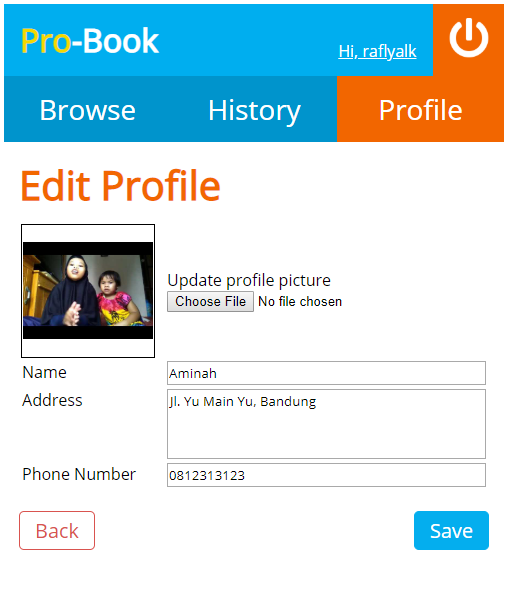 Pro-Book
Hi, raflyalk
Browse History Profile
Edit Profile
Update profile picture
Choose File No file chosen
Name Aminah
Address Jl. Yu Main Yu, Bandung
Phone Number 0812313123
Back Save